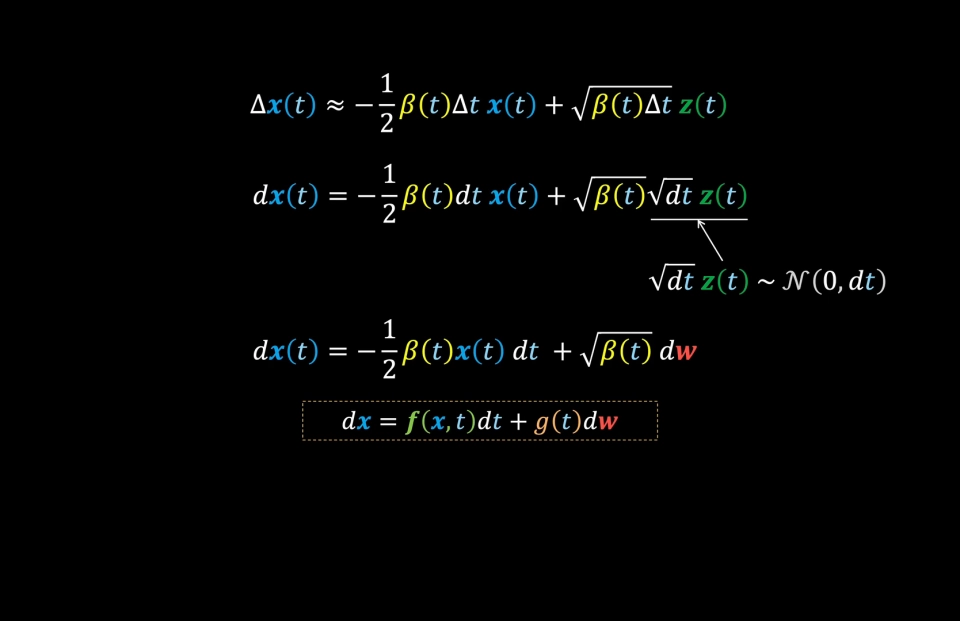 Δx(t) ≈ −1/2 β(t)Δt x(t) + √(β(t)Δt) z(t)
dx(t) = −1/2 β(t)dt x(t) + √(β(t)) √(dt) z(t)
√(dt) z(t) ~ 𝒩(0, dt)
dx(t) = −1/2 β(t)x(t) dt + √(β(t)) dw
dx = f(x, t)dt + g(t)dw